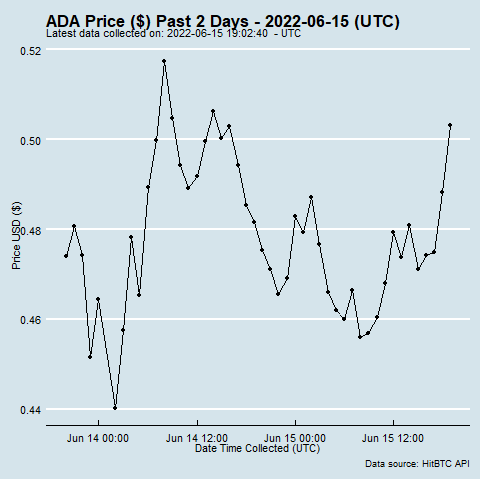 ADA Price ($) Past 2 Days - 2022-06-15 (UTC)
Latest data collected on: 2022-06-15 19:02:40 - UTC
0.52
0.50
0.48
0.46
0.44
Price USD ($)
Jun 14 00:00 Jun 14 12:00 Jun 15 00:00 Jun 15 12:00
Date Time Collected (UTC)
Data source: HitBTC API